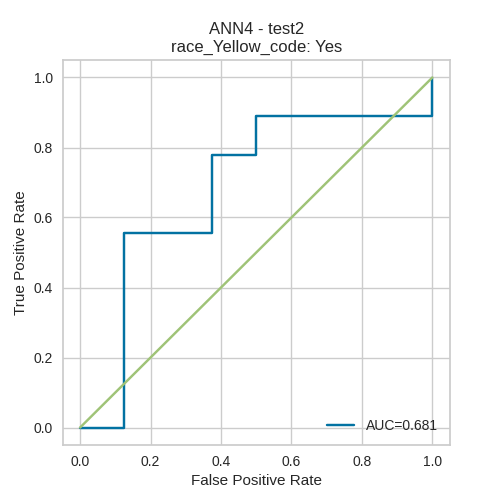 ANN4 - test2
race_Yellow_code: Yes
1.0
0.8
0.6
0.4
0.2
0.0
True Positive Rate
AUC=0.681
0.0 0.2 0.4 0.6 0.8 1.0
False Positive Rate